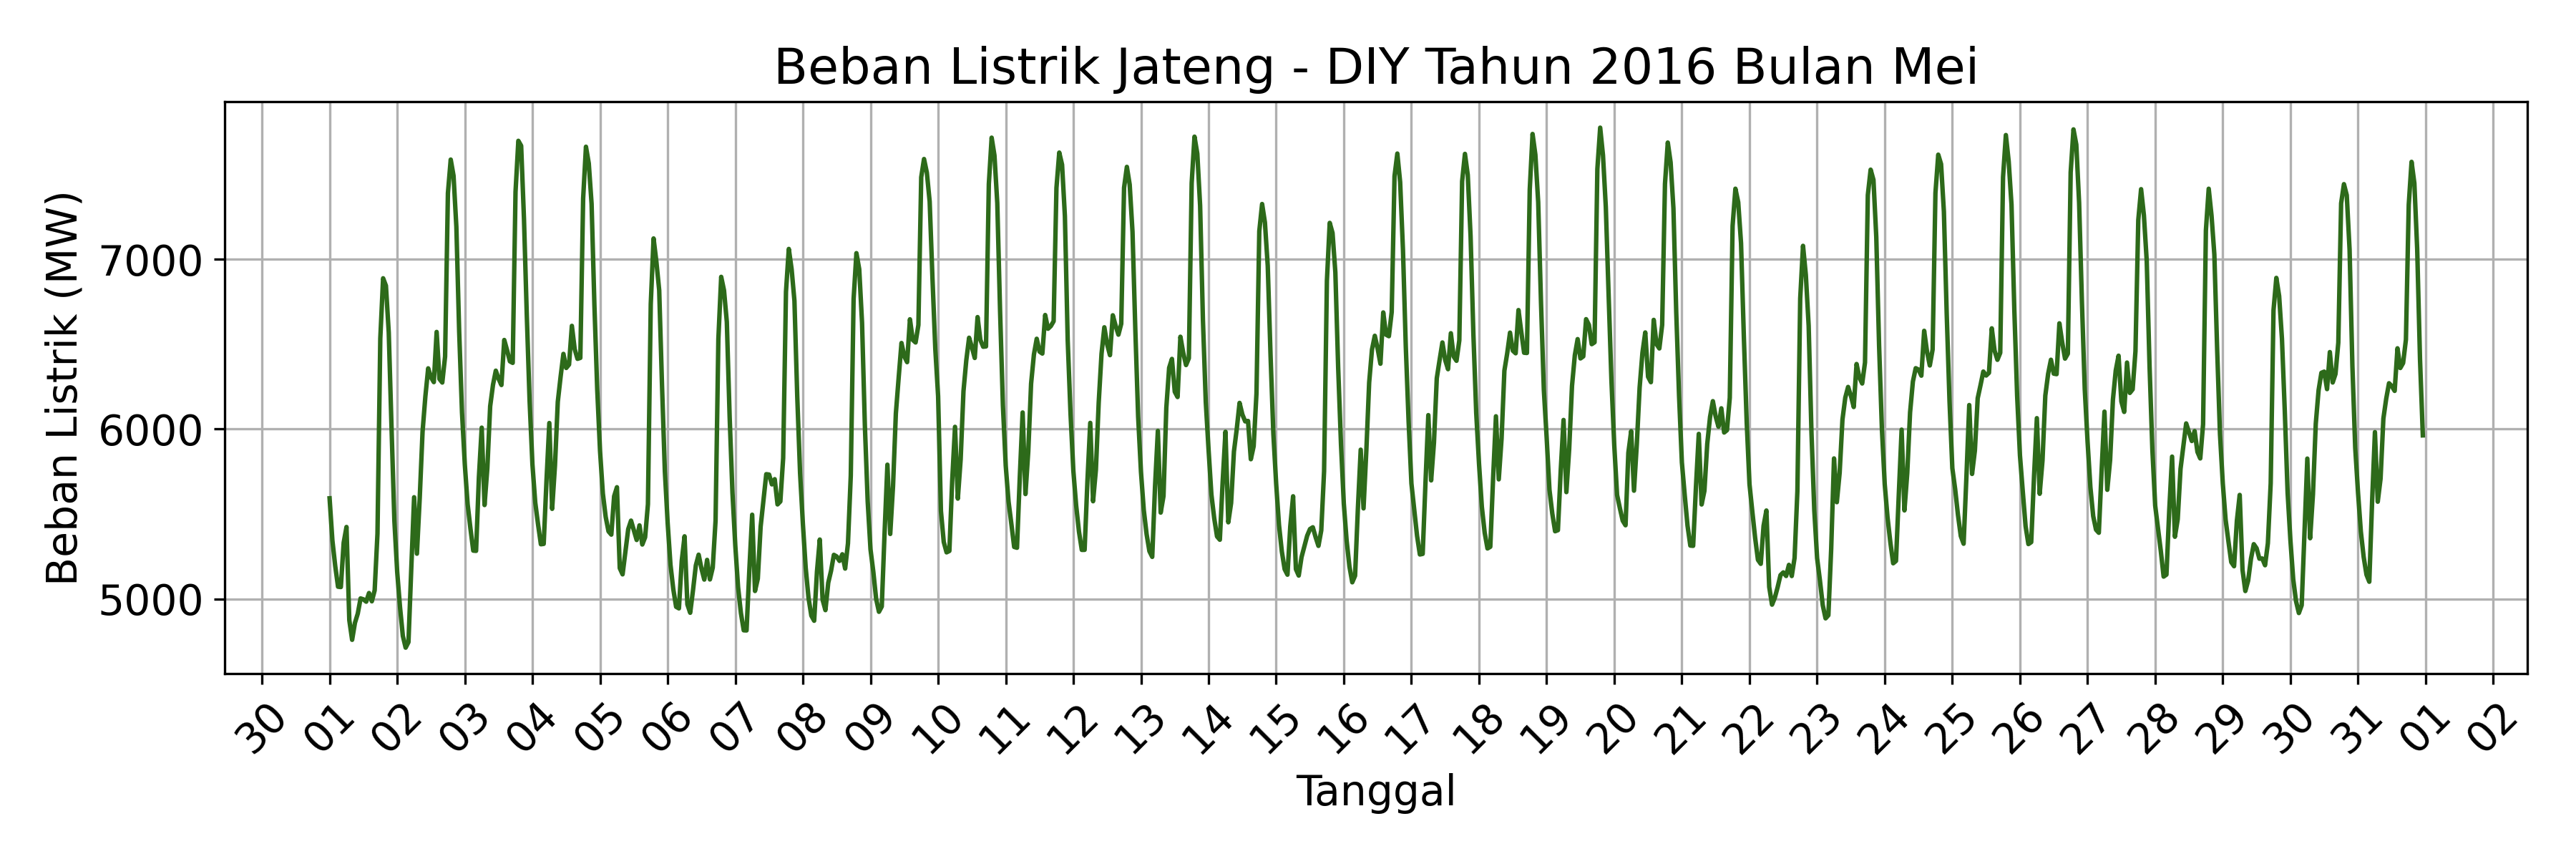 Beban Listrik Jateng - DIY Tahun 2016 Bulan Mei
Beban Listrik (MW)
7000
6000
5000
30 01 02 03 04 05 06 07 08 09 10 11 12 13 14 15 16 17 18 19 20 21 22 23 24 25 26 27 28 29 30 31 01 02
Tanggal